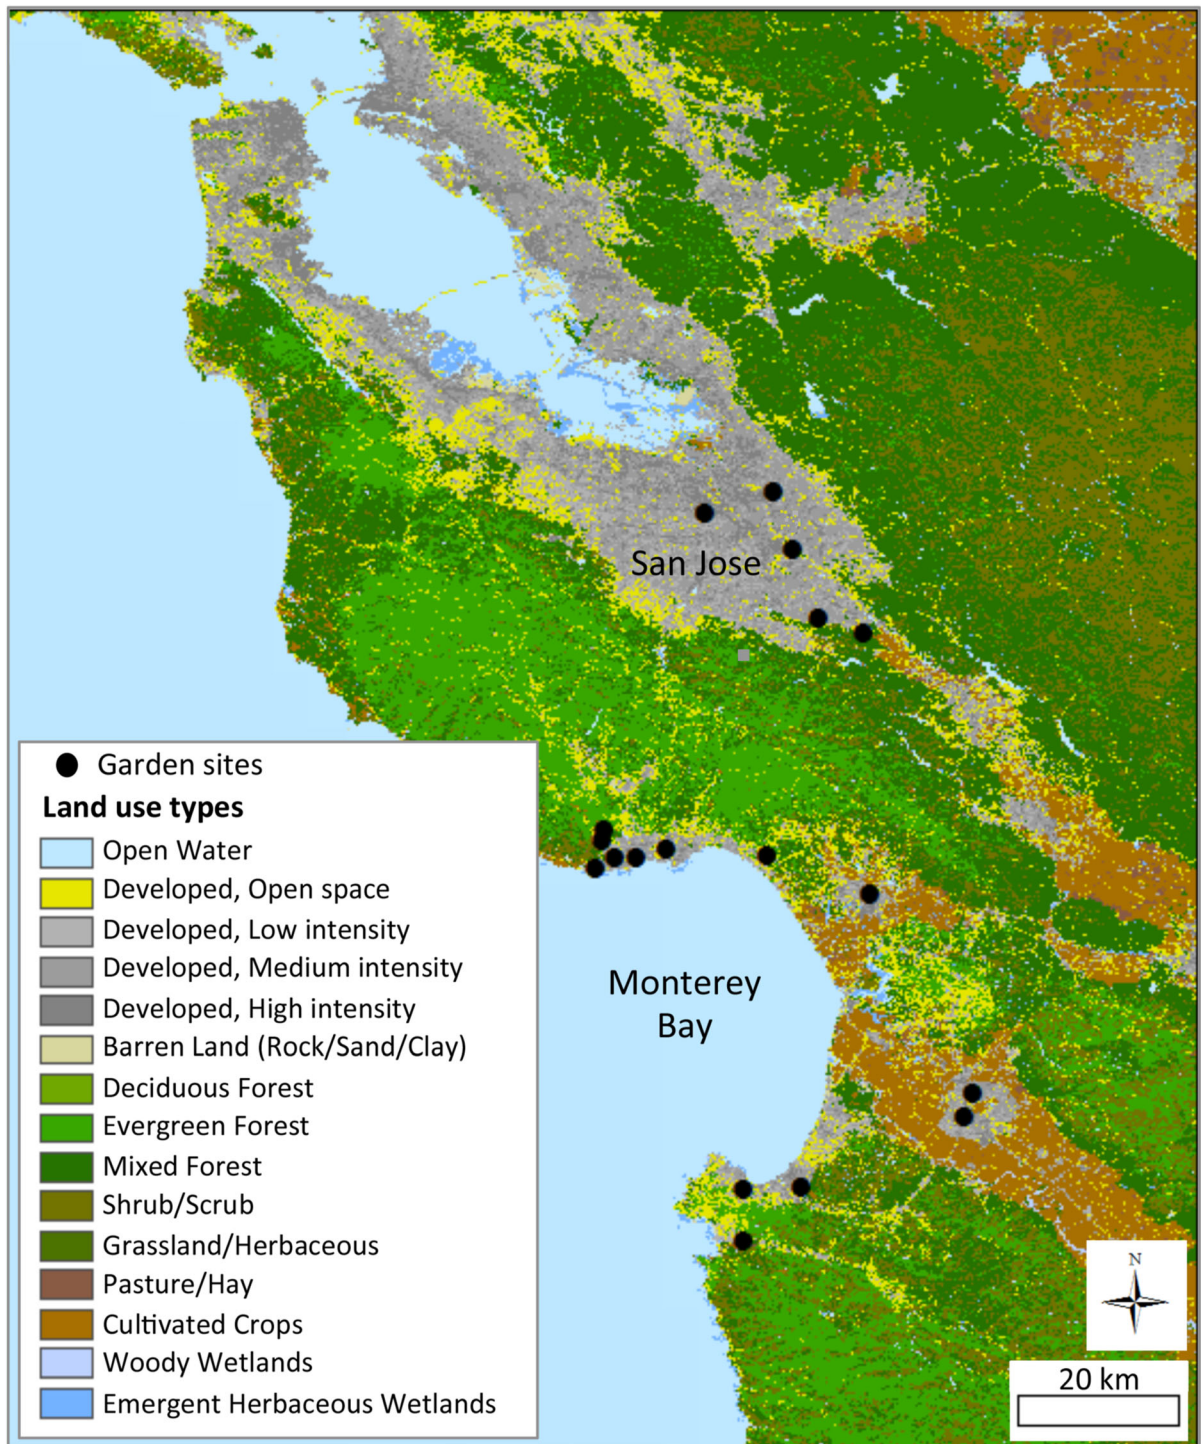 San Jose
Garden sites
Land use types
Open Water
Developed, Open space
Developed, Low intensity
Developed, Medium intensity
Developed, High intensity
Barren Land (Rock/Sand/Clay)
Deciduous Forest
Evergreen Forest
Mixed Forest
Shrub/Scrub
Grassland/Herbaceous
Pasture/Hay
Cultivated Crops
Woody Wetlands
Emergent Herbaceous Wetlands
Monterey
Bay
N
20 km